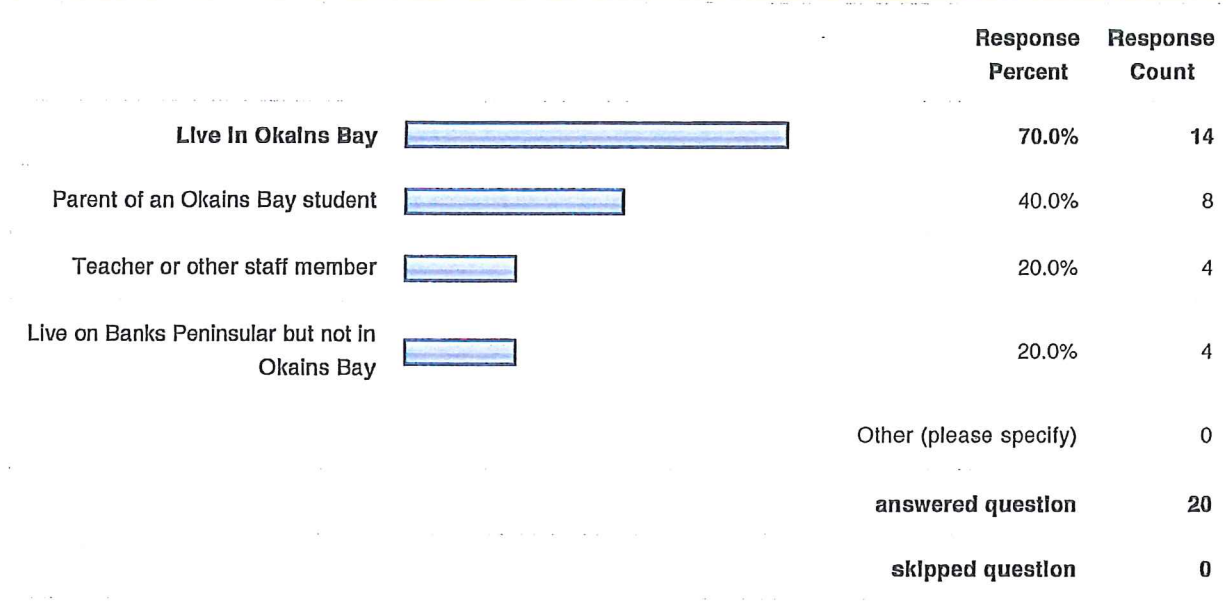 Response Response
Percent Count
Live in Okains Bay 70.0% 14
Parent of an Okains Bay student 40.0% 8
Teacher or other staff member 20.0% 4
Live on Banks Peninsular but not in
Okains Bay 20.0% 4
Other (please specify) 0
answered question 20
skipped question 0